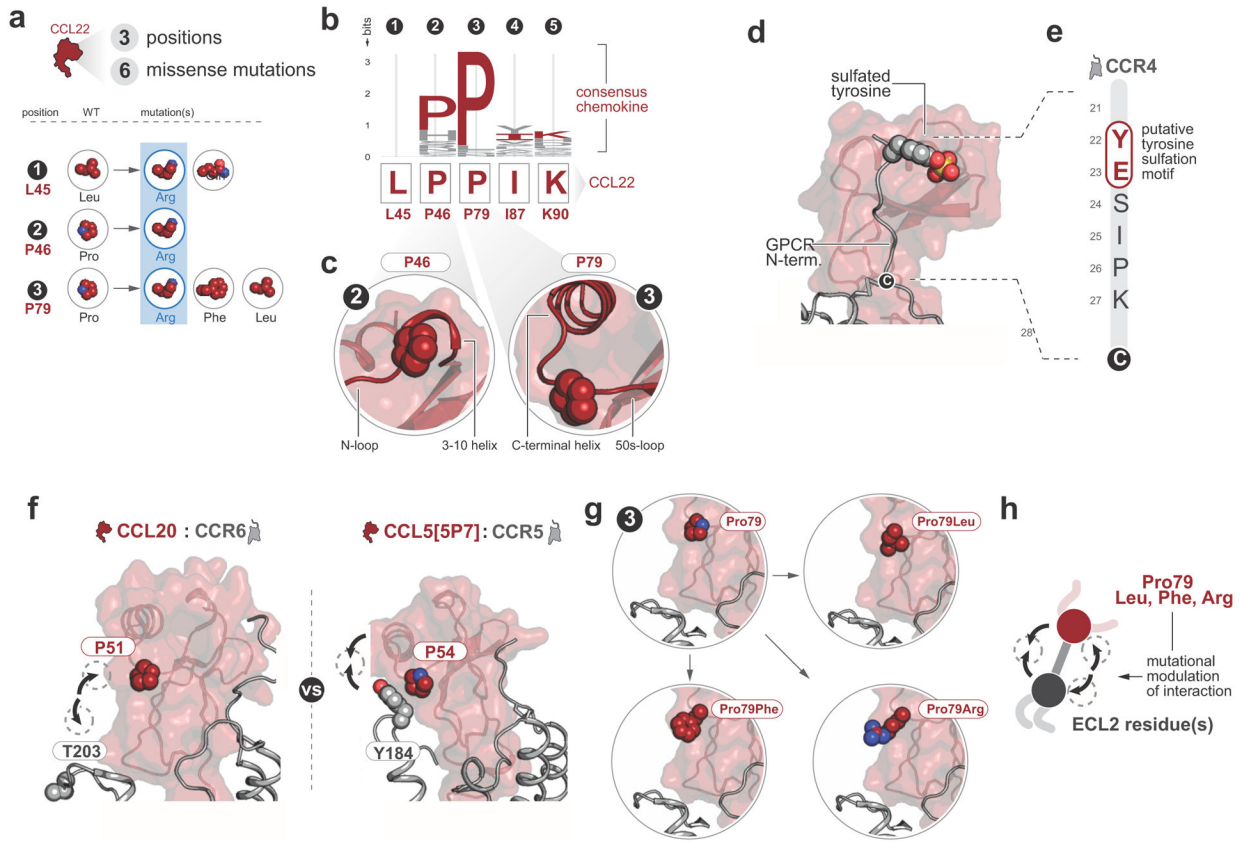 a
CCL22
3 positions
6 missense mutations
position WT mutation(s)
1
L45
Leu
Arg
Gln
2
P46
Pro
Arg
3
P79
Pro
Arg
Phe
Leu
b
bits
1 2 3 4 5
3
2
1
0
P P
consensus
chemokine
L P P I K
CCL22
L45 P46 P79 I87 K90
c
P46
2
N-loop
3-10 helix
P79
3
C-terminal helix
50s-loop
d
sulfated
tyrosine
GPCR
N-term.
C
e
CCR4
21
22 Y
23 E
24 S
25 I
26 P
27 K
28
C
putative
tyrosine
sulfation
motif
f
CCL20 : CCR6
P51
T203
vs
CCL5[5P7] : CCR5
P54
Y184
g
3
Pro79
Pro79Leu
Pro79Phe
Pro79Arg
h
Pro79
Leu, Phe, Arg
mutational
modulation
of interaction
ECL2 residue(s)